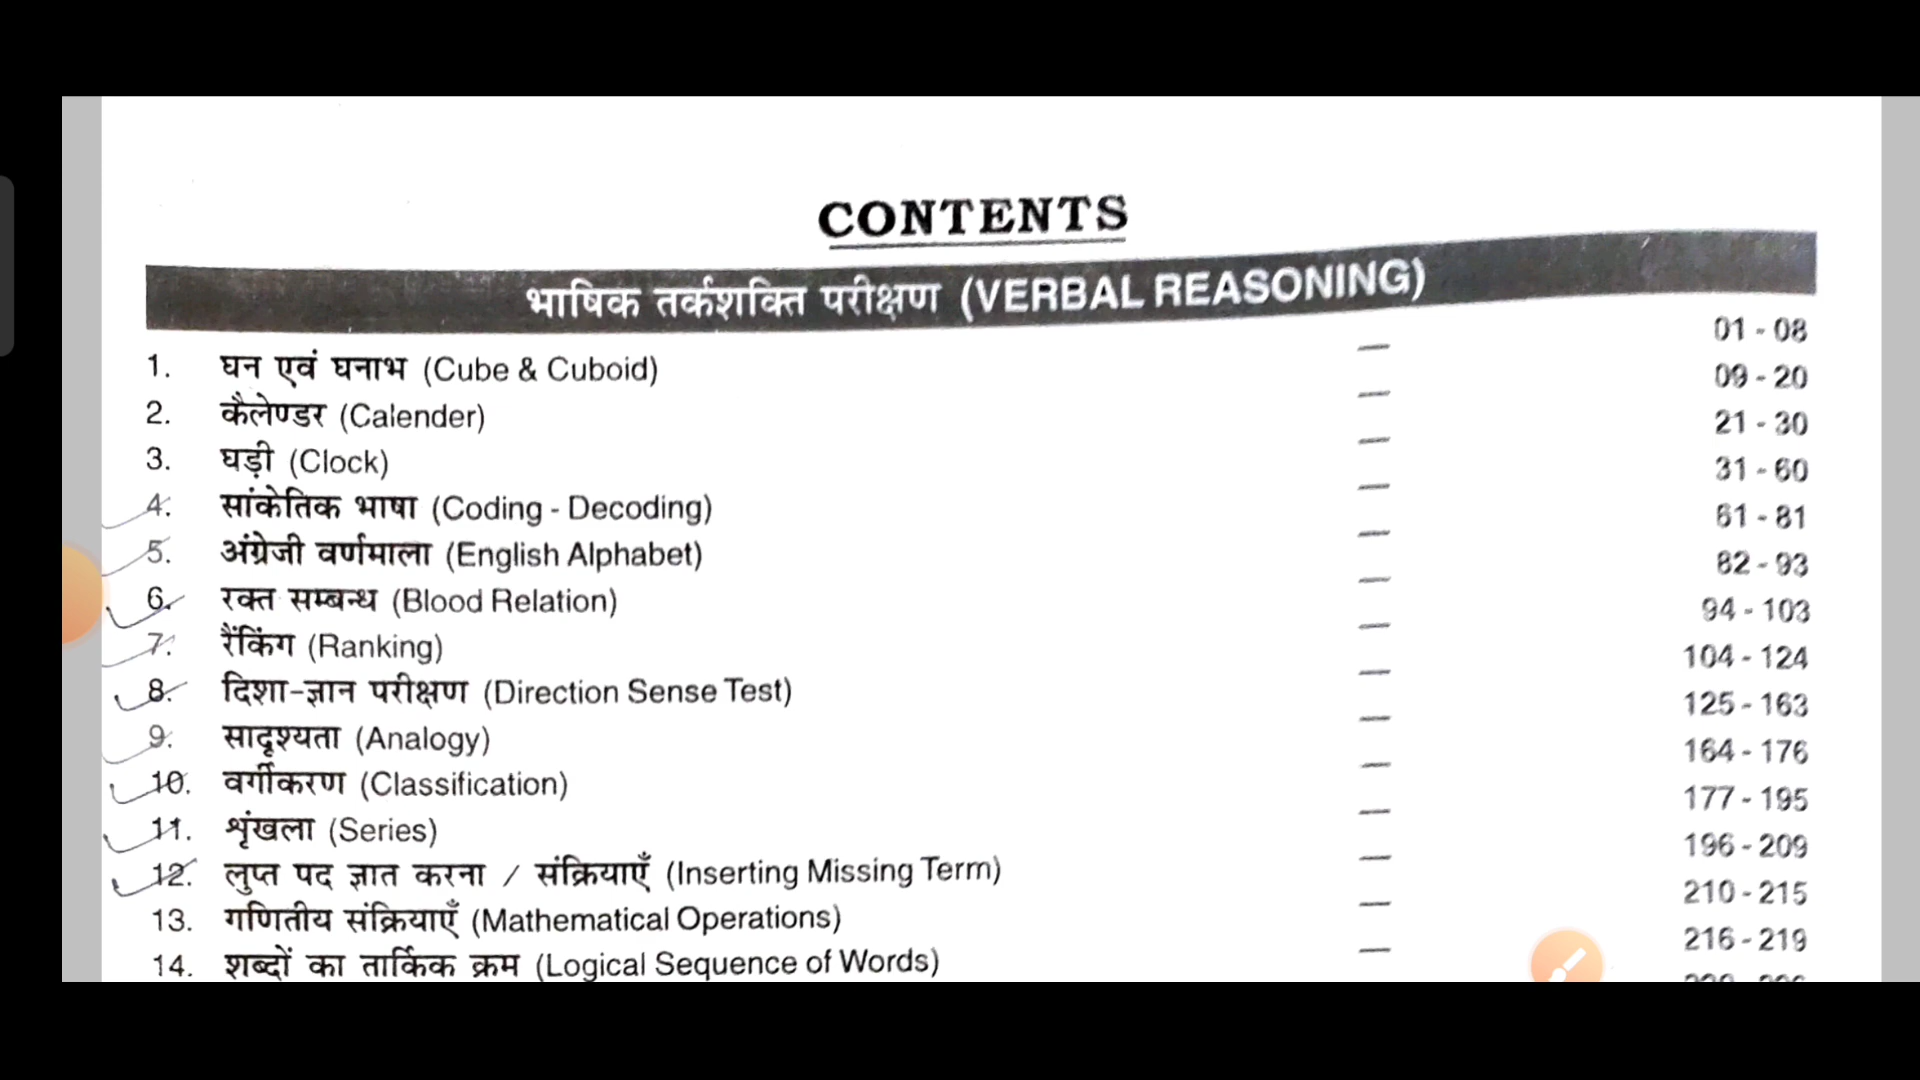 CONTENTS
भाषिक तर्कशक्ति परीक्षण (VERBAL REASONING)
1. घन एवं घनाभ (Cube & Cuboid) — 01 - 08
2. कैलेण्डर (Calender) — 09 - 20
3. घड़ी (Clock) — 21 - 30
4. सांकेतिक भाषा (Coding - Decoding) — 31 - 60
5. अंग्रेजी वर्णमाला (English Alphabet) — 61 - 81
6. रक्त सम्बन्ध (Blood Relation) — 82 - 93
7. रैंकिंग (Ranking) — 94 - 103
8. दिशा-ज्ञान परीक्षण (Direction Sense Test) — 104 - 124
9. सादृश्यता (Analogy) — 125 - 163
10. वर्गीकरण (Classification) — 164 - 176
11. शृंखला (Series) — 177 - 195
12. लुप्त पद ज्ञात करना / संक्रियाएँ (Inserting Missing Term) — 196 - 209
13. गणितीय संक्रियाएँ (Mathematical Operations) — 210 - 215
14. शब्दों का तार्किक क्रम (Logical Sequence of Words) — 216 - 219